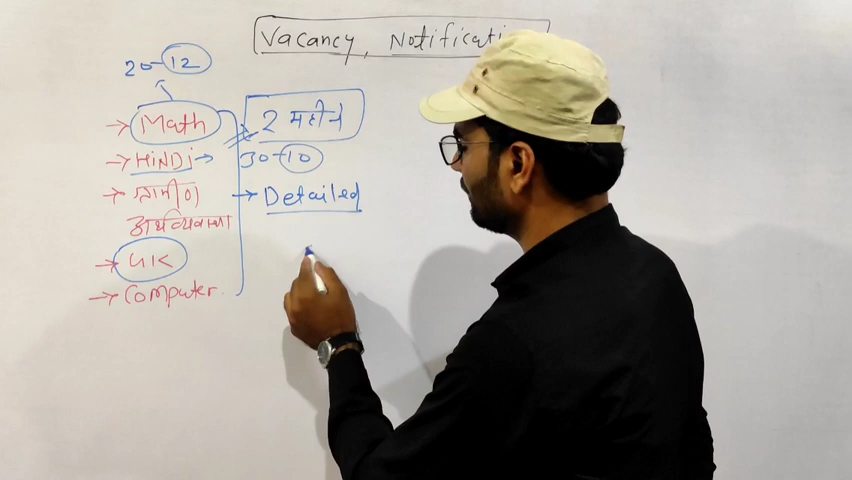 Vacancy, Notificati
20-12
Math
2 महीने
HiNDi
30-10
ग्रामीण
Detailed
अर्थव्यवस्था
GK
Computer.